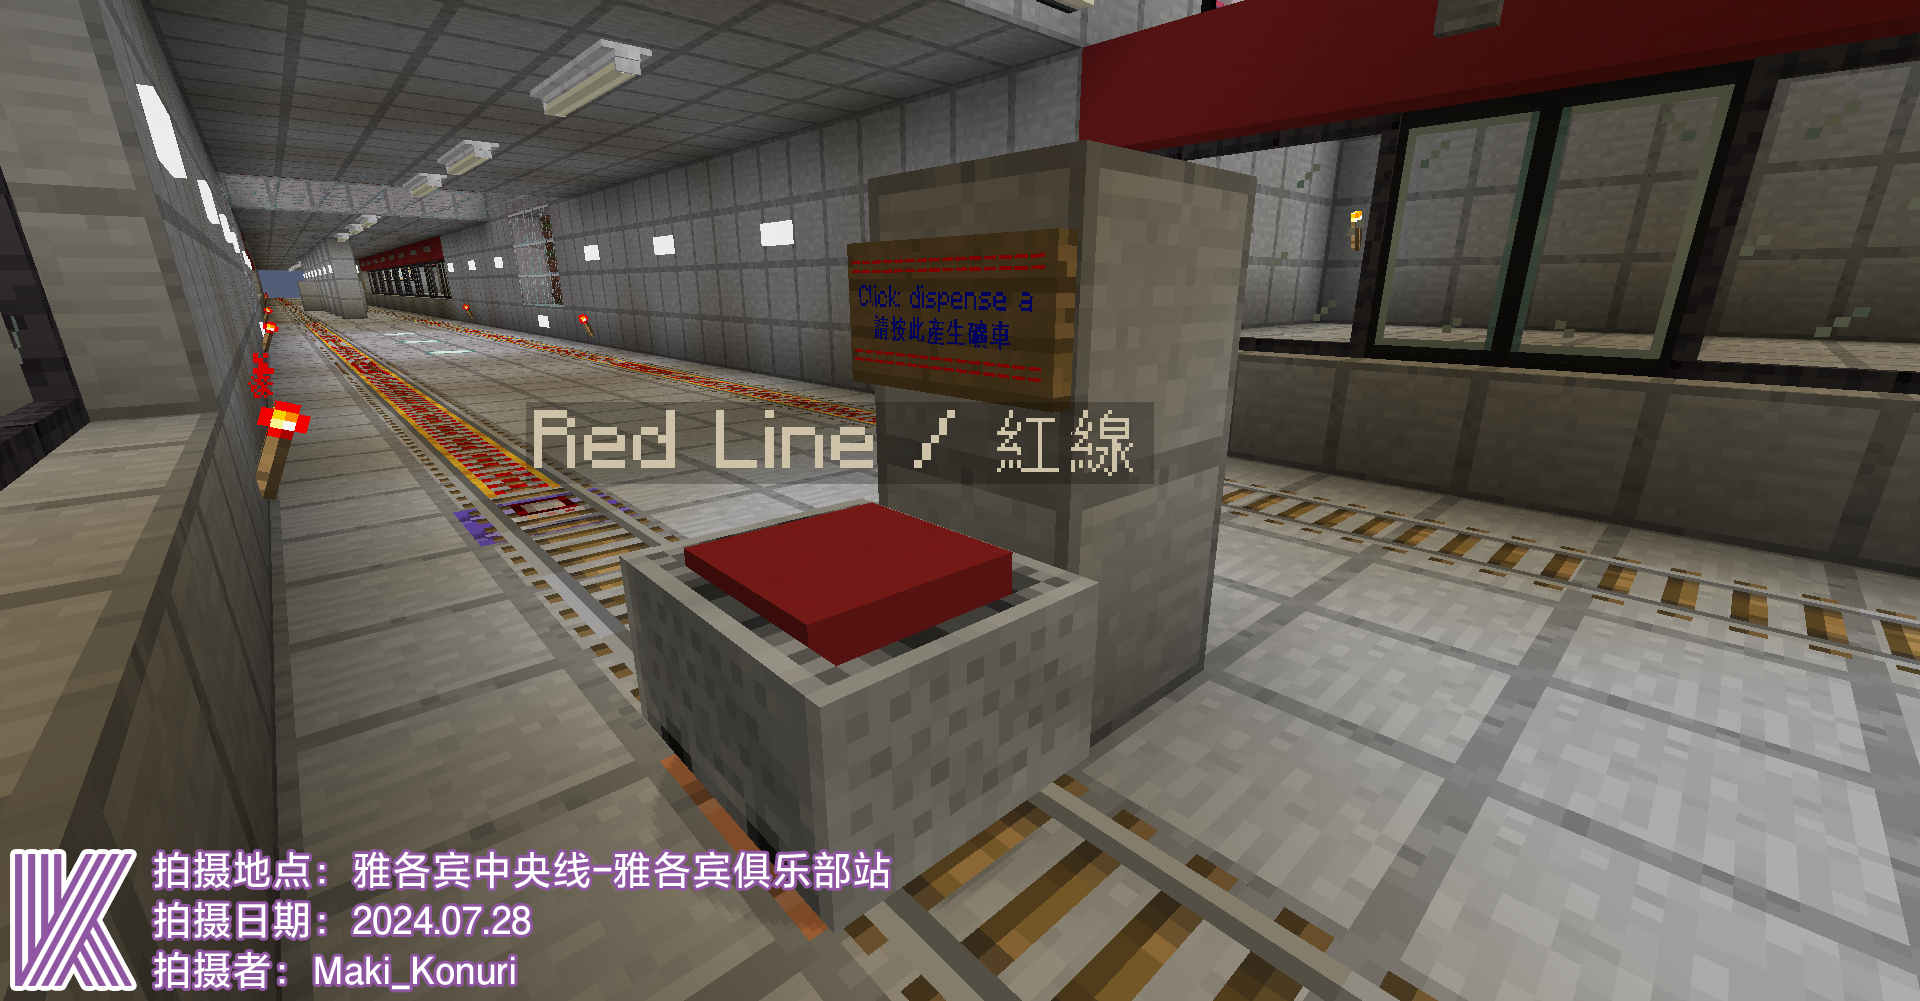 Click: dispense a
請按此產生礦車
Red Line / 紅線
拍摄地点：雅各宾中央线-雅各宾俱乐部站
拍摄日期：2024.07.28
拍摄者：Maki_Konuri